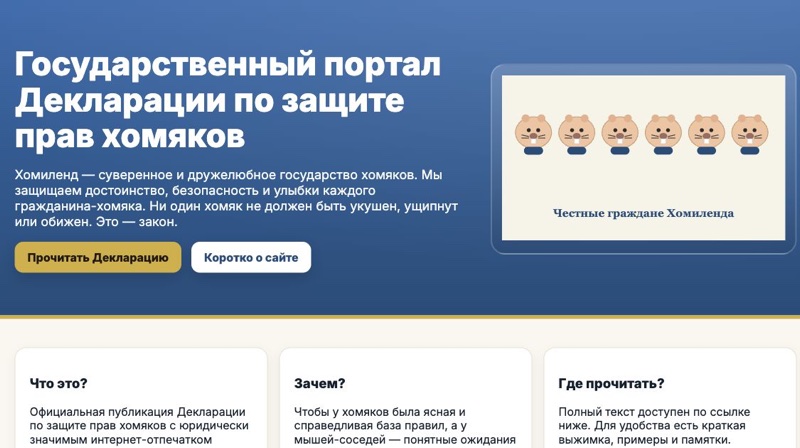 Государственный портал
Декларации по защите
прав хомяков
Хомиленд — суверенное и дружелюбное государство хомяков. Мы
защищаем достоинство, безопасность и улыбки каждого
гражданина-хомяка. Ни один хомяк не должен быть укушен, ущипнут
или обижен. Это — закон.
Прочитать Декларацию
Коротко о сайте
Честные граждане Хомиленда
Что это?
Официальная публикация Декларации
по защите прав хомяков с юридически
значимым интернет-отпечатком
Зачем?
Чтобы у хомяков была ясная и
справедливая база правил, а у
мышей-соседей — понятные ожидания
Где прочитать?
Полный текст доступен по ссылке
ниже. Для удобства есть краткая
выжимка, примеры и памятки.